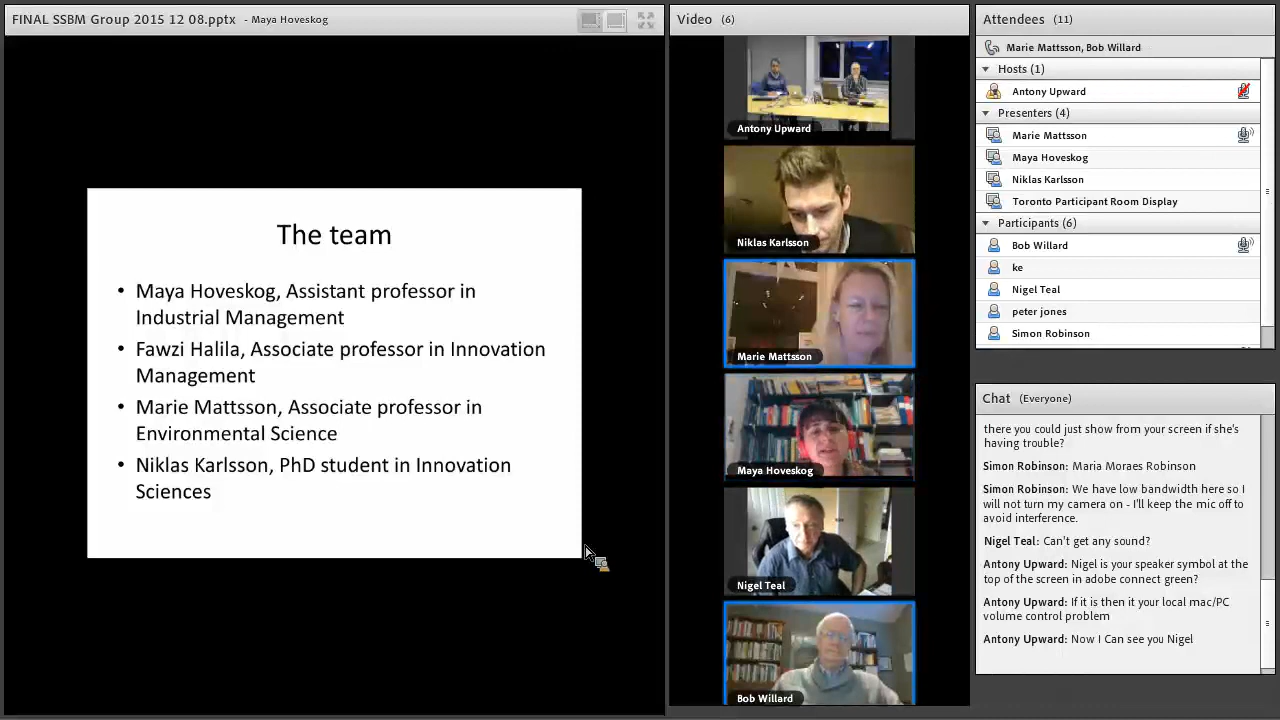 FINAL SSBM Group 2015 12 08.pptx - Maya Hoveskog
The team
• Maya Hoveskog, Assistant professor in
Industrial Management
• Fawzi Halila, Associate professor in Innovation
Management
• Marie Mattsson, Associate professor in
Environmental Science
• Niklas Karlsson, PhD student in Innovation
Sciences
Video (6)
Antony Upward
Niklas Karlsson
Marie Mattsson
Maya Hoveskog
Nigel Teal
Bob Willard
Attendees (11)
Marie Mattsson, Bob Willard
Hosts (1)
Antony Upward
Presenters (4)
Marie Mattsson
Maya Hoveskog
Niklas Karlsson
Toronto Participant Room Display
Participants (6)
Bob Willard
ke
Nigel Teal
peter jones
Simon Robinson
Chat (Everyone)
there you could just show from your screen if she's
having trouble?
Simon Robinson: Maria Moraes Robinson
Simon Robinson: We have low bandwidth here so I
will not turn my camera on - I'll keep the mic off to
avoid interference.
Nigel Teal: Can't get any sound?
Antony Upward: Nigel is your speaker symbol at the
top of the screen in adobe connect green?
Antony Upward: If it is then it your local mac/PC
volume control problem
Antony Upward: Now I Can see you Nigel